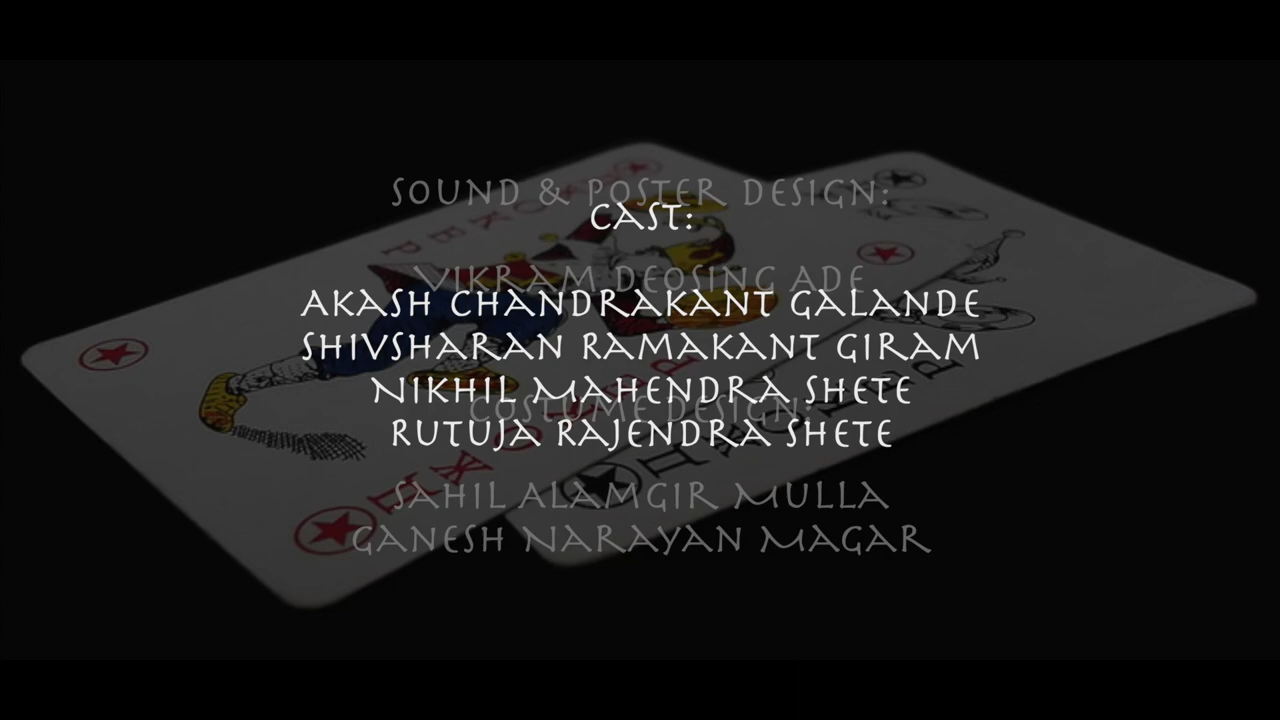 SOUND & POSTER DESIGN:
CAST:
VIKRAM DEOSING ADE
AKASH CHANDRAKANT GALANDE
SHIVSHARAN RAMAKANT GIRAM
NIKHIL MAHENDRA SHETE
COSTUME DESIGN:
RUTUJA RAJENDRA SHETE
SAHIL ALAMGIR MULLA
GANESH NARAYAN MAGAR